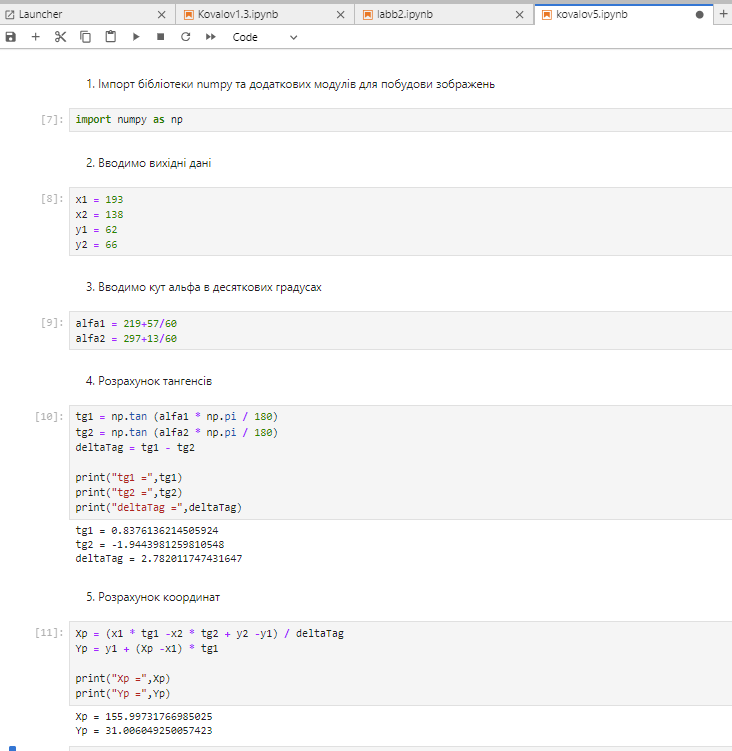 Launcher
Kovalov1.3.ipynb
labb2.ipynb
kovalov5.ipynb
Code
1. Імпорт бібліотеки numpy та додаткових модулів для побудови зображень
[7]: import numpy as np
2. Вводимо вихідні дані
[8]: x1 = 193
x2 = 138
y1 = 62
y2 = 66
3. Вводимо кут альфа в десяткових градусах
[9]: alfa1 = 219+57/60
alfa2 = 297+13/60
4. Розрахунок тангенсів
[10]: tg1 = np.tan (alfa1 * np.pi / 180)
tg2 = np.tan (alfa2 * np.pi / 180)
deltaTag = tg1 - tg2
print("tg1 =",tg1)
print("tg2 =",tg2)
print("deltaTag =",deltaTag)
tg1 = 0.8376136214505924
tg2 = -1.9443981259810548
deltaTag = 2.782011747431647
5. Розрахунок координат
[11]: Xp = (x1 * tg1 -x2 * tg2 + y2 -y1) / deltaTag
Yp = y1 + (Xp -x1) * tg1
print("Xp =",Xp)
print("Yp =",Yp)
Xp = 155.99731766985025
Yp = 31.006049250057423